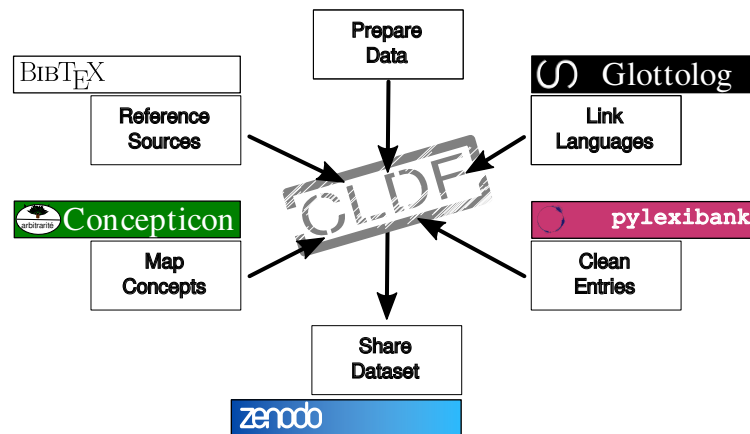 Prepare
Data
BIBTEX
Reference
Sources
Glottolog
Link
Languages
CLDF
arbitrarité
Concepticon
Map
Concepts
pylexibank
Clean
Entries
Share
Dataset
zenodo